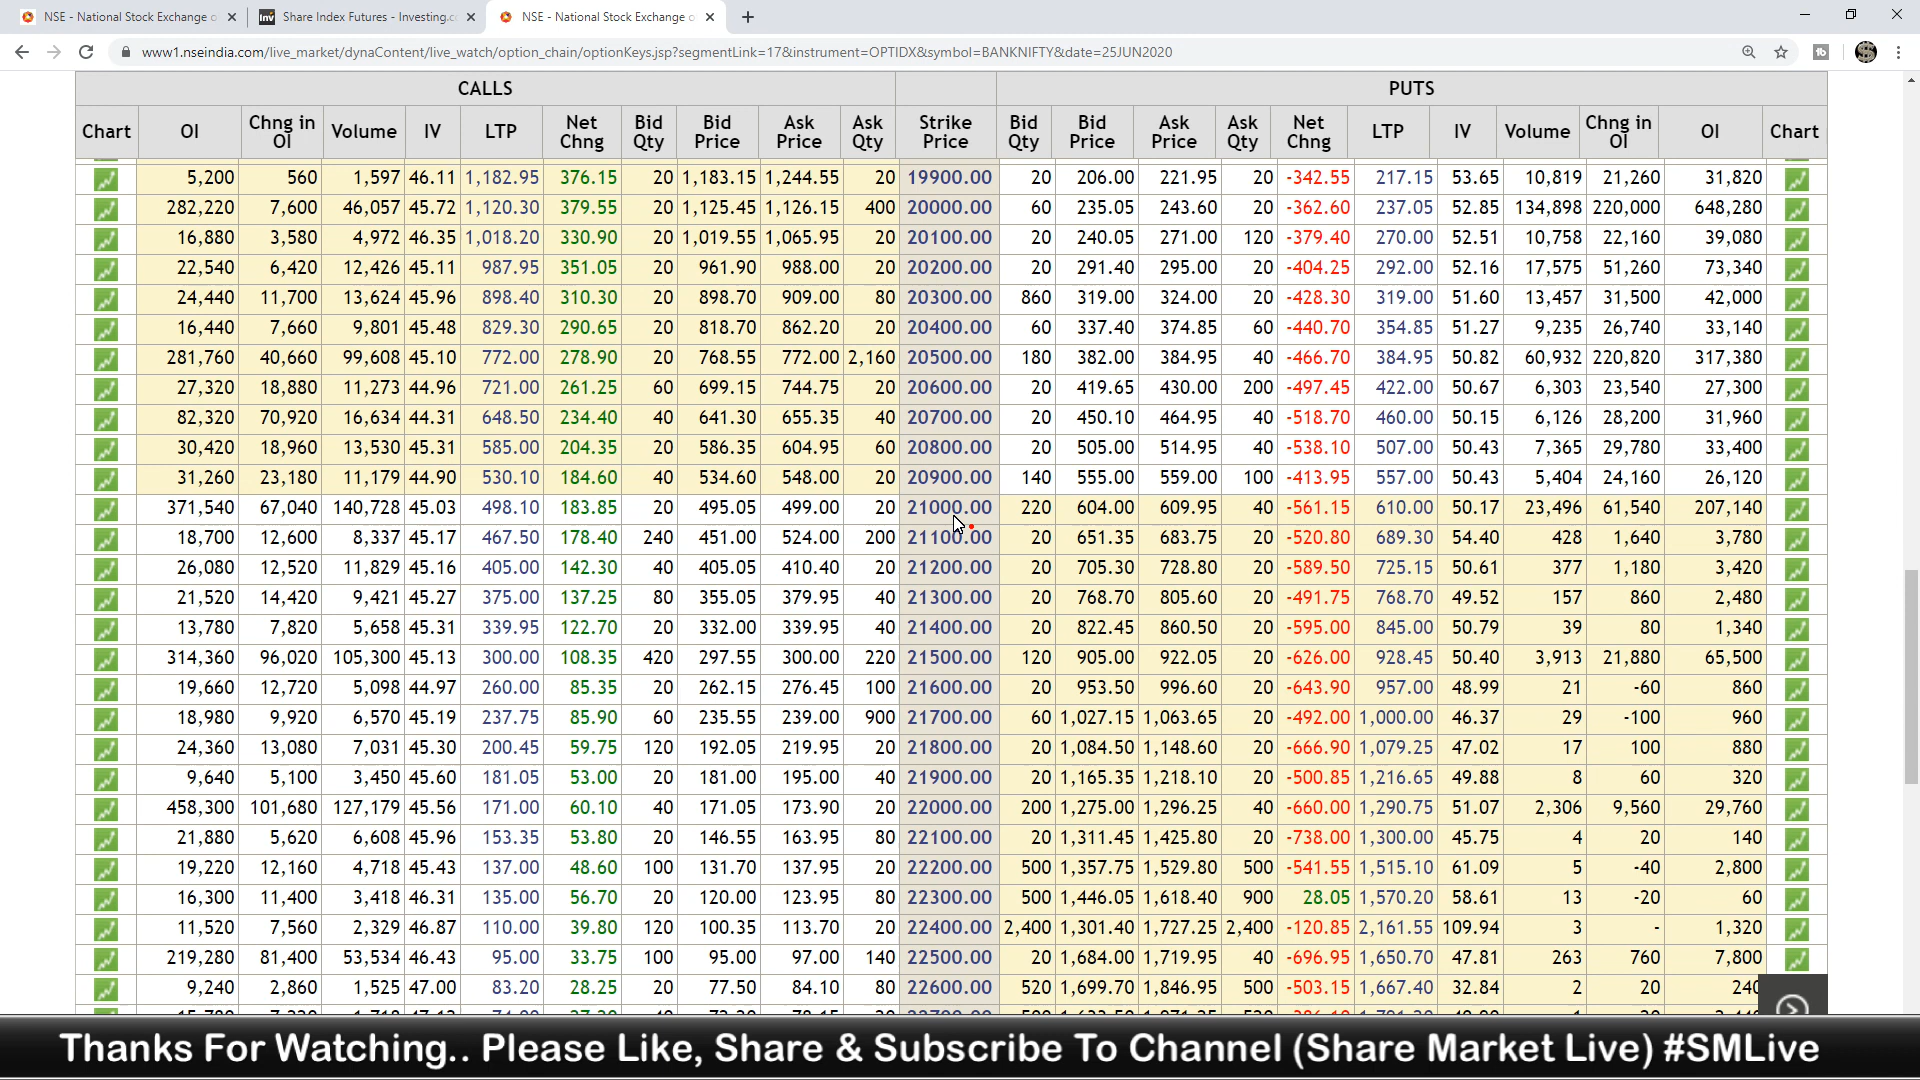 NSE - National Stock Exchange o
Share Index Futures - Investing.c
NSE - National Stock Exchange o
www1.nseindia.com/live_market/dynaContent/live_watch/option_chain/optionKeys.jsp?segmentLink=17&instrument=OPTIDX&symbol=BANKNIFTY&date=25JUN2020
CALLS PUTS
Chart OI Chng in OI Volume IV LTP Net Chng Bid Qty Bid Price Ask Price Ask Qty Strike Price Bid Qty Bid Price Ask Price Ask Qty Net Chng LTP IV Volume Chng in OI OI Chart
5,200 560 1,597 46.11 1,182.95 376.15 20 1,183.15 1,244.55 20 19900.00 20 206.00 221.95 20 -342.55 217.15 53.65 10,819 21,260 31,820
282,220 7,600 46,057 45.72 1,120.30 379.55 20 1,125.45 1,126.15 400 20000.00 60 235.05 243.60 20 -362.60 237.05 52.85 134,898 220,000 648,280
16,880 3,580 4,972 46.35 1,018.20 330.90 20 1,019.55 1,065.95 20 20100.00 20 240.05 271.00 120 -379.40 270.00 52.51 10,758 22,160 39,080
22,540 6,420 12,426 45.11 987.95 351.05 20 961.90 988.00 20 20200.00 20 291.40 295.00 20 -404.25 292.00 52.16 17,575 51,260 73,340
24,440 11,700 13,624 45.96 898.40 310.30 20 898.70 909.00 80 20300.00 860 319.00 324.00 20 -428.30 319.00 51.60 13,457 31,500 42,000
16,440 7,660 9,801 45.48 829.30 290.65 20 818.70 862.20 20 20400.00 60 337.40 374.85 60 -440.70 354.85 51.27 9,235 26,740 33,140
281,760 40,660 99,608 45.10 772.00 278.90 20 768.55 772.00 2,160 20500.00 180 382.00 384.95 40 -466.70 384.95 50.82 60,932 220,820 317,380
27,320 18,880 11,273 44.96 721.00 261.25 60 699.15 744.75 20 20600.00 20 419.65 430.00 200 -497.45 422.00 50.67 6,303 23,540 27,300
82,320 70,920 16,634 44.31 648.50 234.40 40 641.30 655.35 40 20700.00 20 450.10 464.95 40 -518.70 460.00 50.15 6,126 28,200 31,960
30,420 18,960 13,530 45.31 585.00 204.35 20 586.35 604.95 60 20800.00 20 505.00 514.95 40 -538.10 507.00 50.43 7,365 29,780 33,400
31,260 23,180 11,179 44.90 530.10 184.60 40 534.60 548.00 20 20900.00 140 555.00 559.00 100 -413.95 557.00 50.43 5,404 24,160 26,120
371,540 67,040 140,728 45.03 498.10 183.85 20 495.05 499.00 20 21000.00 220 604.00 609.95 40 -561.15 610.00 50.17 23,496 61,540 207,140
18,700 12,600 8,337 45.17 467.50 178.40 240 451.00 524.00 200 21100.00 20 651.35 683.75 20 -520.80 689.30 54.40 428 1,640 3,780
26,080 12,520 11,829 45.16 405.00 142.30 40 405.05 410.40 20 21200.00 20 705.30 728.80 20 -589.50 725.15 50.61 377 1,180 3,420
21,520 14,420 9,421 45.27 375.00 137.25 80 355.05 379.95 40 21300.00 20 768.70 805.60 20 -491.75 768.70 49.52 157 860 2,480
13,780 7,820 5,658 45.31 339.95 122.70 20 332.00 339.95 40 21400.00 20 822.45 860.50 20 -595.00 845.00 50.79 39 80 1,340
314,360 96,020 105,300 45.13 300.00 108.35 420 297.55 300.00 220 21500.00 120 905.00 922.05 20 -626.00 928.45 50.40 3,913 21,880 65,500
19,660 12,720 5,098 44.97 260.00 85.35 20 262.15 276.45 100 21600.00 20 953.50 996.60 20 -643.90 957.00 48.99 21 -60 860
18,980 9,920 6,570 45.19 237.75 85.90 60 235.55 239.00 900 21700.00 60 1,027.15 1,063.65 20 -492.00 1,000.00 46.37 29 -100 960
24,360 13,080 7,031 45.30 200.45 59.75 120 192.05 219.95 20 21800.00 20 1,084.50 1,148.60 20 -666.90 1,079.25 47.02 17 100 880
9,640 5,100 3,450 45.60 181.05 53.00 20 181.00 195.00 40 21900.00 20 1,165.35 1,218.10 20 -500.85 1,216.65 49.88 8 60 320
458,300 101,680 127,179 45.56 171.00 60.10 40 171.05 173.90 20 22000.00 200 1,275.00 1,296.25 40 -660.00 1,290.75 51.07 2,306 9,560 29,760
21,880 5,620 6,608 45.96 153.35 53.80 20 146.55 163.95 80 22100.00 20 1,311.45 1,425.80 20 -738.00 1,300.00 45.75 4 20 140
19,220 12,160 4,718 45.43 137.00 48.60 100 131.70 137.95 20 22200.00 500 1,357.75 1,529.80 500 -541.55 1,515.10 61.09 5 -40 2,800
16,300 11,400 3,418 46.31 135.00 56.70 20 120.00 123.95 80 22300.00 500 1,446.05 1,618.40 900 28.05 1,570.20 58.61 13 -20 60
11,520 7,560 2,329 46.87 110.00 39.80 120 100.35 113.70 20 22400.00 2,400 1,301.40 1,727.25 2,400 -120.85 2,161.55 109.94 3 - 1,320
219,280 81,400 53,534 46.43 95.00 33.75 100 95.00 97.00 140 22500.00 20 1,684.00 1,719.95 40 -696.95 1,650.70 47.81 263 760 7,800
9,240 2,860 1,525 47.00 83.20 28.25 20 77.50 84.10 80 22600.00 520 1,699.70 1,846.95 500 -503.15 1,667.40 32.84 2 20 240
Thanks For Watching.. Please Like, Share & Subscribe To Channel (Share Market Live) #SMLive